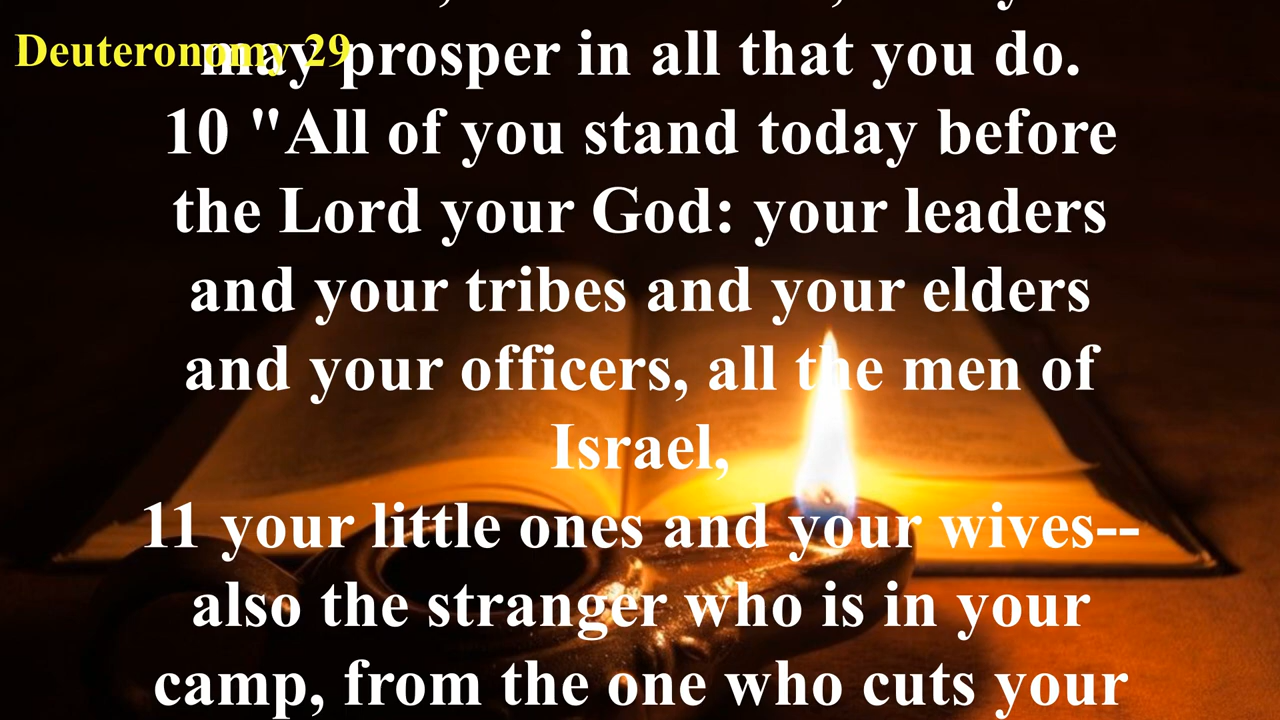 Deuteronomy 29
may prosper in all that you do.
10 "All of you stand today before
the Lord your God: your leaders
and your tribes and your elders
and your officers, all the men of
Israel,
11 your little ones and your wives--
also the stranger who is in your
camp, from the one who cuts your